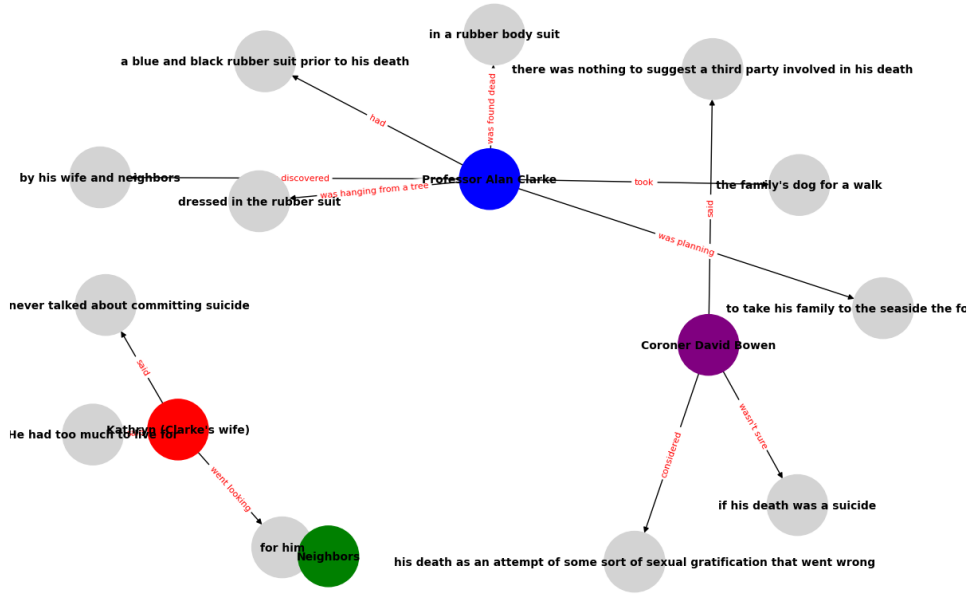 in a rubber body suit
a blue and black rubber suit prior to his death
there was nothing to suggest a third party involved in his death
was found dead
had
by his wife and neighbors
discovered
Professor Alan Clarke
took
the family's dog for a walk
was hanging from a tree
dressed in the rubber suit
said
was planning
never talked about committing suicide
to take his family to the seaside the fo
Coroner David Bowen
said
He had too much to live for
Kathryn (Clarke's wife)
considered
wasn't sure
went looking
if his death was a suicide
for him
Neighbors
his death as an attempt of some sort of sexual gratification that went wrong